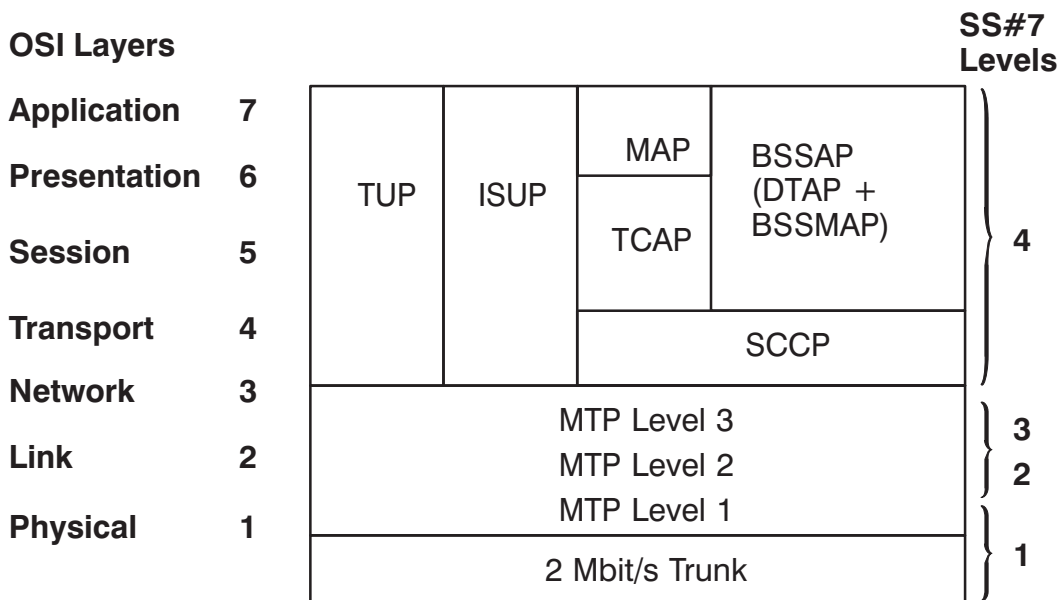 OSI Layers
SS#7
Levels
Application 7
Presentation 6
Session 5
Transport 4
Network 3
Link 2
Physical 1
TUP
ISUP
MAP
TCAP
BSSAP
(DTAP +
BSSMAP)
SCCP
MTP Level 3
MTP Level 2
MTP Level 1
2 Mbit/s Trunk
4
3
2
1